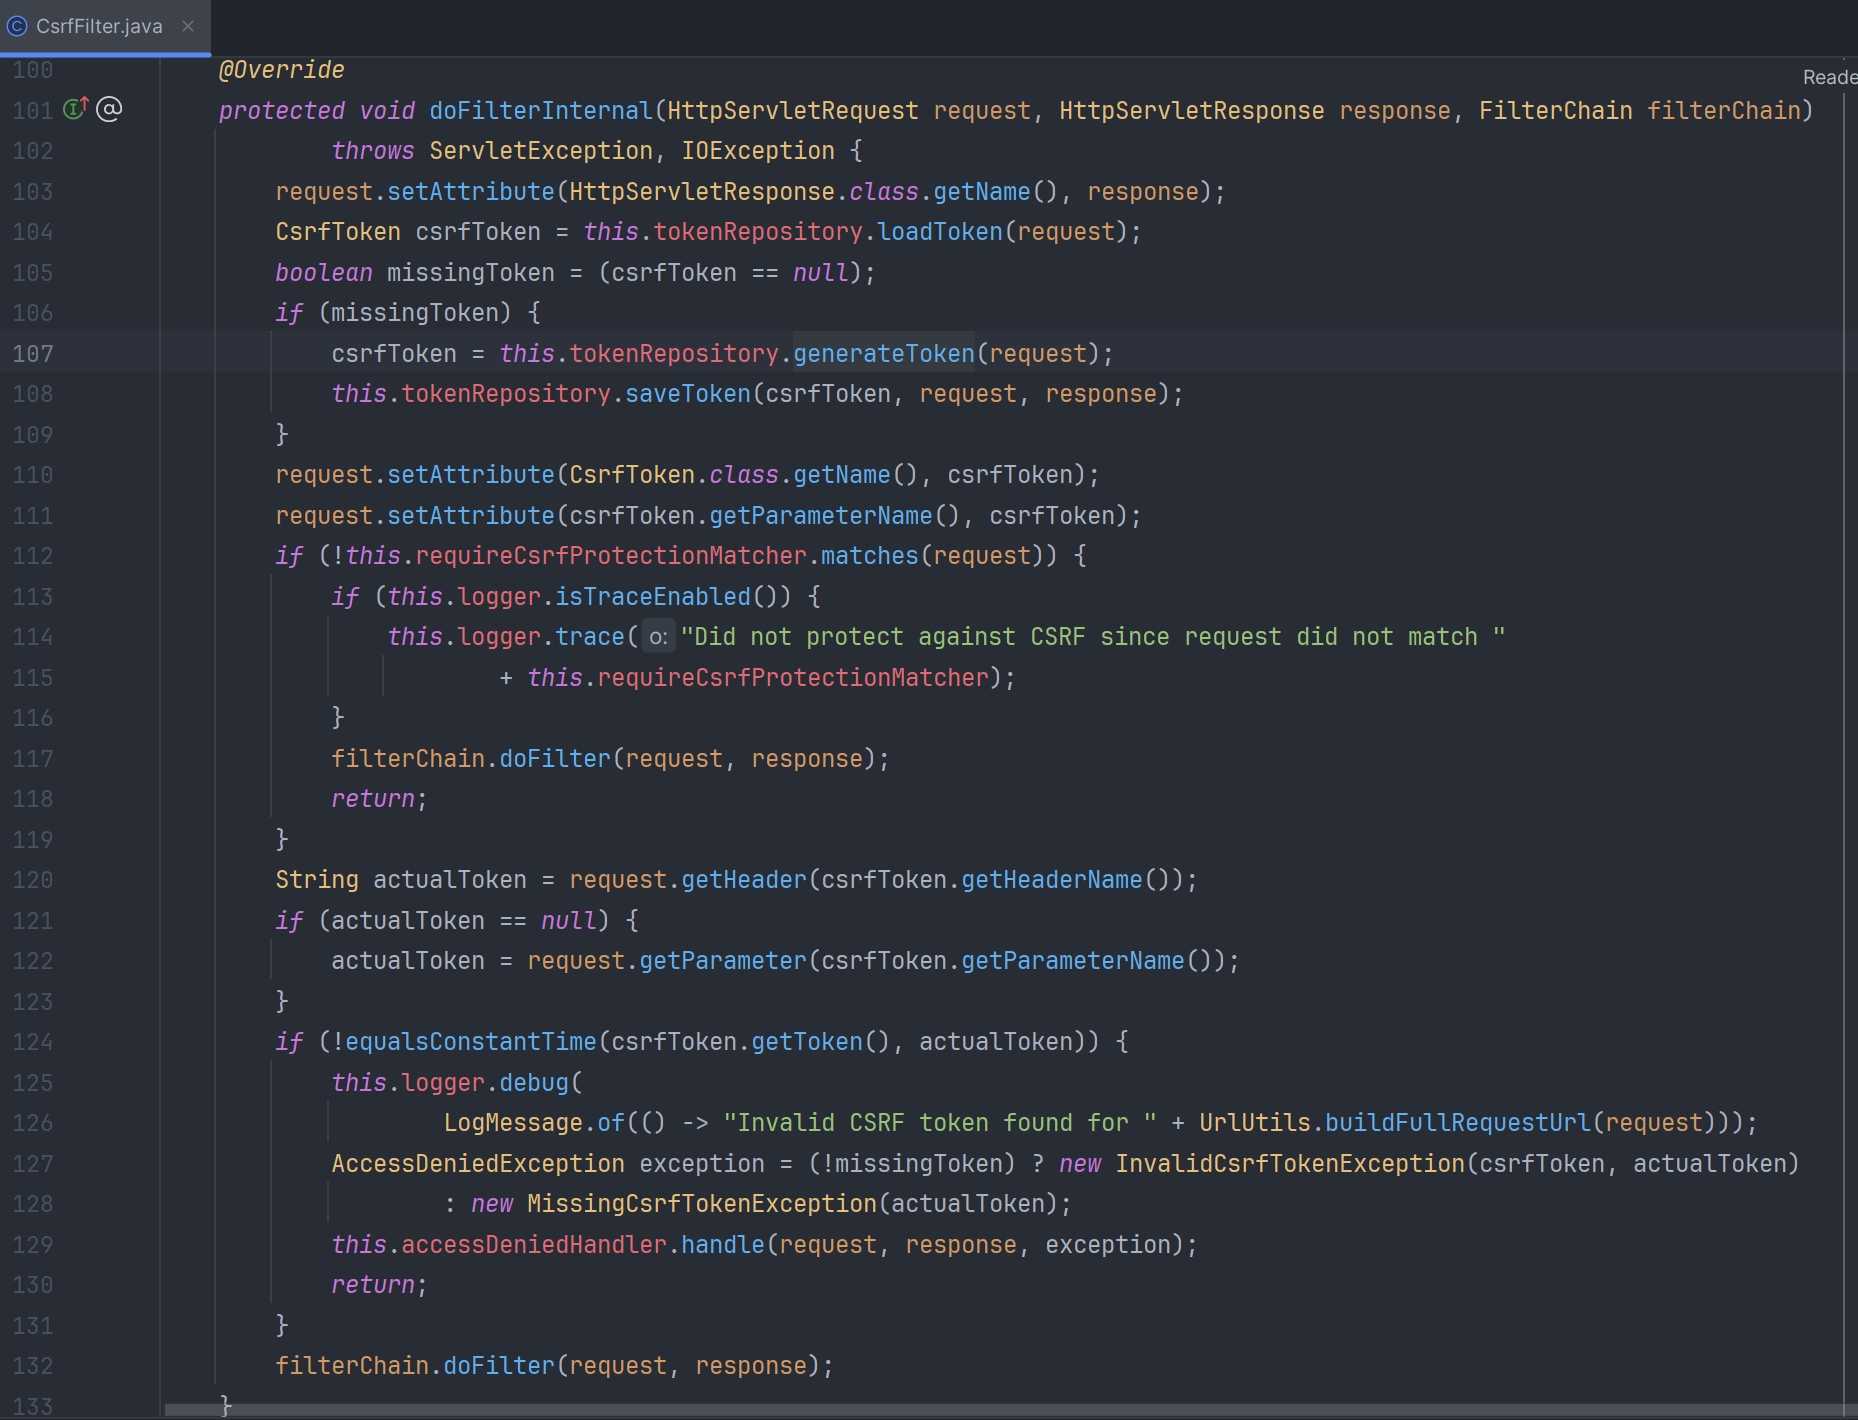 CsrfFilter.java
Reade
100 @Override
101 protected void doFilterInternal(HttpServletRequest request, HttpServletResponse response, FilterChain filterChain)
102 throws ServletException, IOException {
103 request.setAttribute(HttpServletResponse.class.getName(), response);
104 CsrfToken csrfToken = this.tokenRepository.loadToken(request);
105 boolean missingToken = (csrfToken == null);
106 if (missingToken) {
107 csrfToken = this.tokenRepository.generateToken(request);
108 this.tokenRepository.saveToken(csrfToken, request, response);
109 }
110 request.setAttribute(CsrfToken.class.getName(), csrfToken);
111 request.setAttribute(csrfToken.getParameterName(), csrfToken);
112 if (!this.requireCsrfProtectionMatcher.matches(request)) {
113 if (this.logger.isTraceEnabled()) {
114 this.logger.trace( o: "Did not protect against CSRF since request did not match "
115 + this.requireCsrfProtectionMatcher);
116 }
117 filterChain.doFilter(request, response);
118 return;
119 }
120 String actualToken = request.getHeader(csrfToken.getHeaderName());
121 if (actualToken == null) {
122 actualToken = request.getParameter(csrfToken.getParameterName());
123 }
124 if (!equalsConstantTime(csrfToken.getToken(), actualToken)) {
125 this.logger.debug(
126 LogMessage.of(() -> "Invalid CSRF token found for " + UrlUtils.buildFullRequestUrl(request)));
127 AccessDeniedException exception = (!missingToken) ? new InvalidCsrfTokenException(csrfToken, actualToken)
128 : new MissingCsrfTokenException(actualToken);
129 this.accessDeniedHandler.handle(request, response, exception);
130 return;
131 }
132 filterChain.doFilter(request, response);
133 }